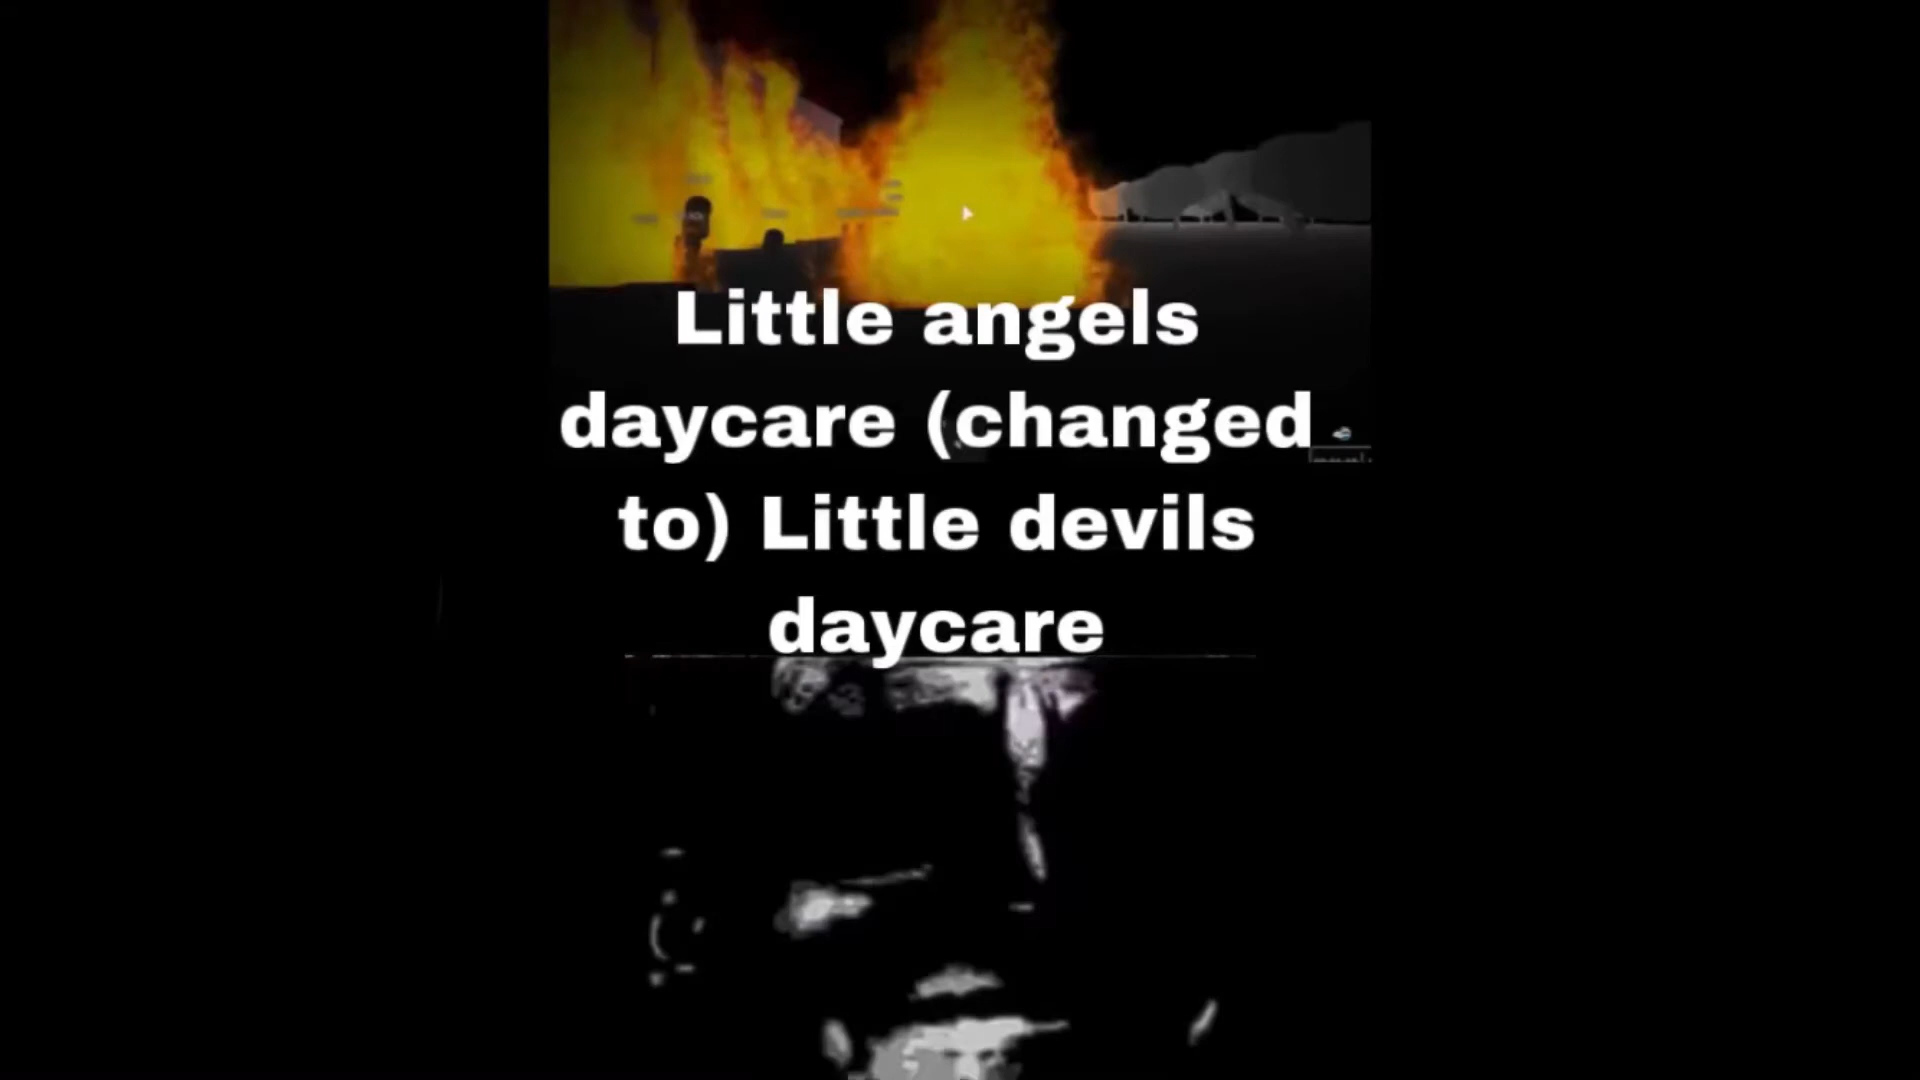 Little angels
daycare (changed
to) Little devils
daycare